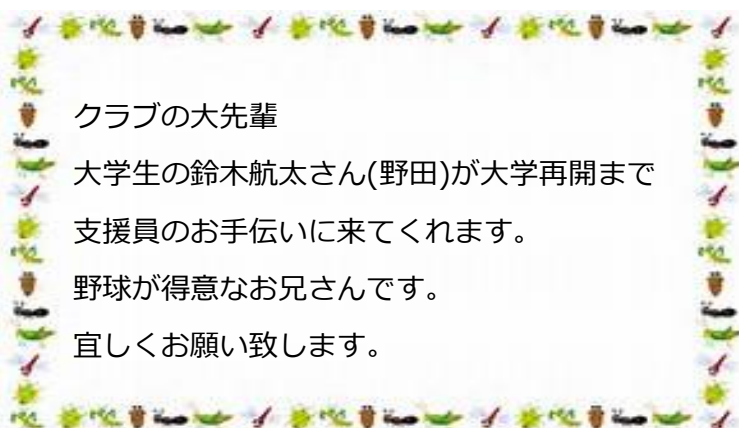 クラブの大先輩
大学生の鈴木航太さん(野田)が大学再開まで
支援員のお手伝いに来てくれます。
野球が得意なお兄さんです。
宜しくお願い致します。